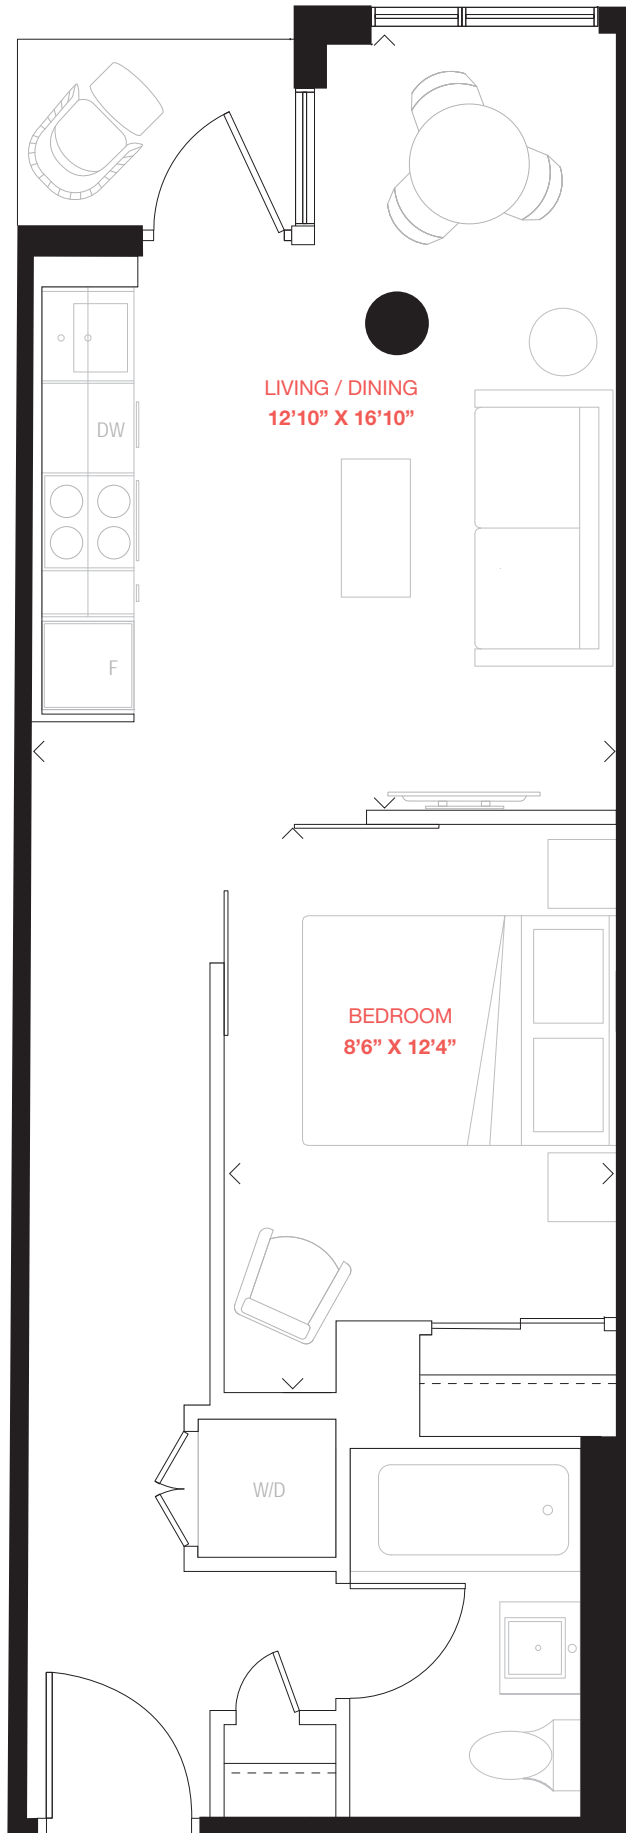 LIVING / DINING
12’10” X 16’10”
DW
F
BEDROOM
8’6” X 12’4”
W/D